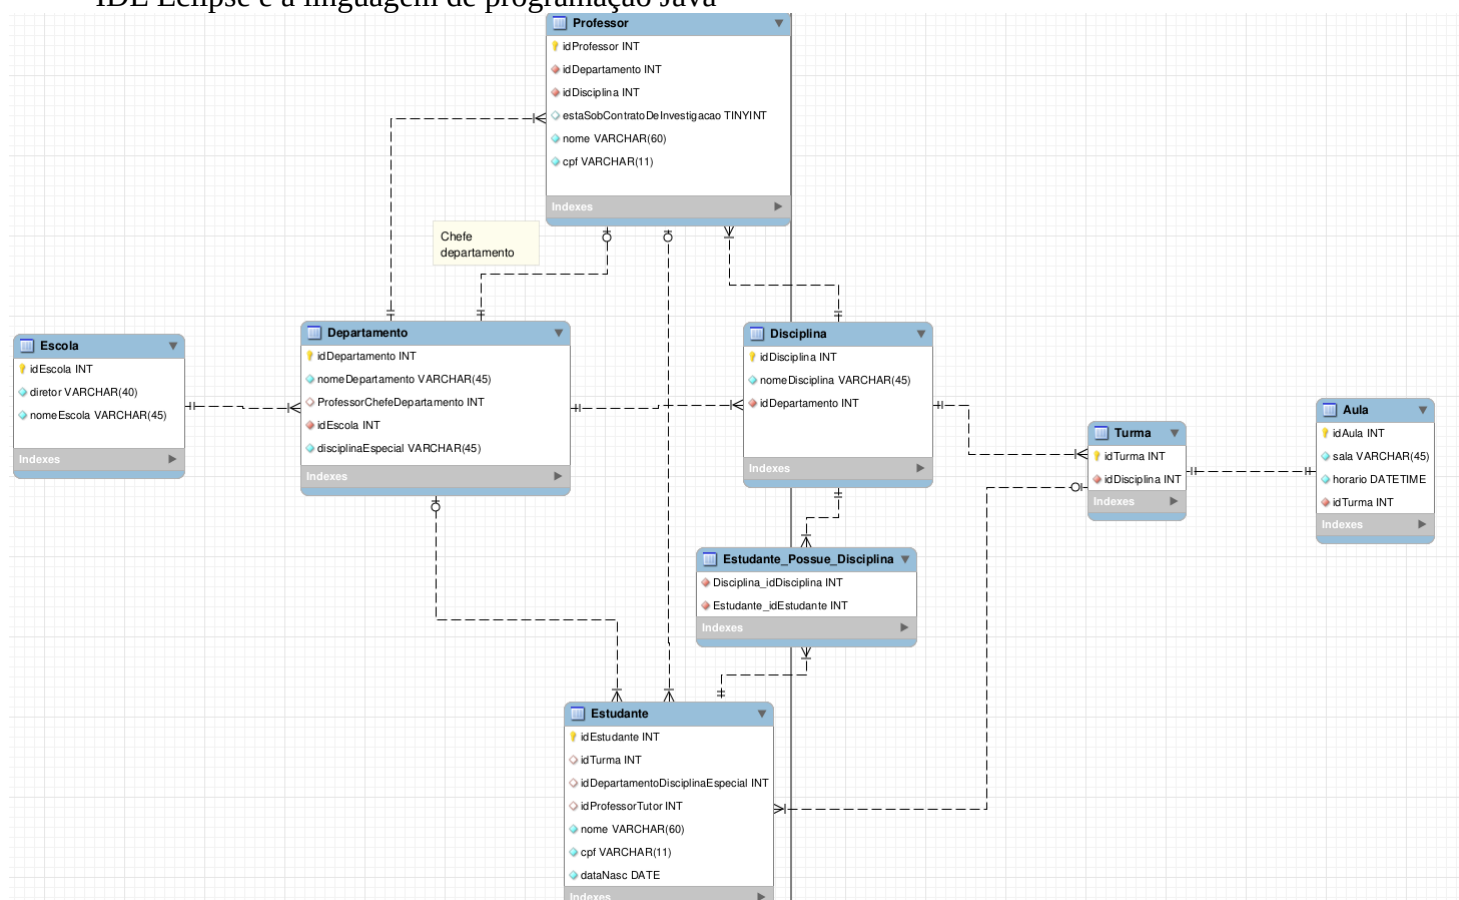 IDE Eclipse e a linguagem de programação Java
Professor
idProfessor INT
idDepartamento INT
idDisciplina INT
estaSobContratoDeInvestigacao TINYINT
nome VARCHAR(60)
cpf VARCHAR(11)
Indexes
Chefe
departamento
Escola
idEscola INT
diretor VARCHAR(40)
nomeEscola VARCHAR(45)
Indexes
Departamento
idDepartamento INT
nomeDepartamento VARCHAR(45)
ProfessorChefeDepartamento INT
idEscola INT
disciplinaEspecial VARCHAR(45)
Indexes
Disciplina
idDisciplina INT
nomeDisciplina VARCHAR(45)
idDepartamento INT
Indexes
Turma
idTurma INT
idDisciplina INT
Indexes
Aula
idAula INT
sala VARCHAR(45)
horario DATETIME
idTurma INT
Indexes
Estudante_Possue_Disciplina
Disciplina_idDisciplina INT
Estudante_idEstudante INT
Indexes
Estudante
idEstudante INT
idTurma INT
idDepartamentoDisciplinaEspecial INT
idProfessorTutor INT
nome VARCHAR(60)
cpf VARCHAR(11)
dataNasc DATE
Indexes